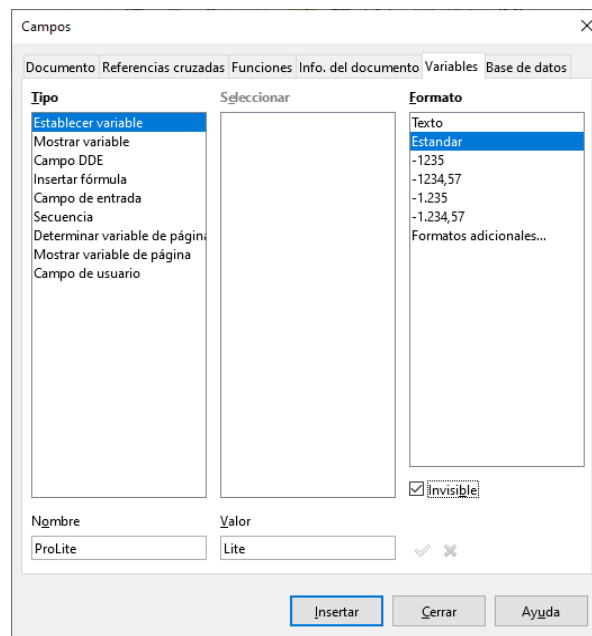 Campos
Documento Referencias cruzadas Funciones Info. del documento Variables Base de datos
Tipo
Establecer variable
Mostrar variable
Campo DDE
Insertar fórmula
Campo de entrada
Secuencia
Determinar variable de págin
Mostrar variable de página
Campo de usuario
Seleccionar
Formato
Texto
Estandar
-1235
-1234,57
-1.235
-1.234,57
Formatos adicionales...
Invisible
Nombre
ProLite
Valor
Lite
Insertar
Cerrar
Ayuda